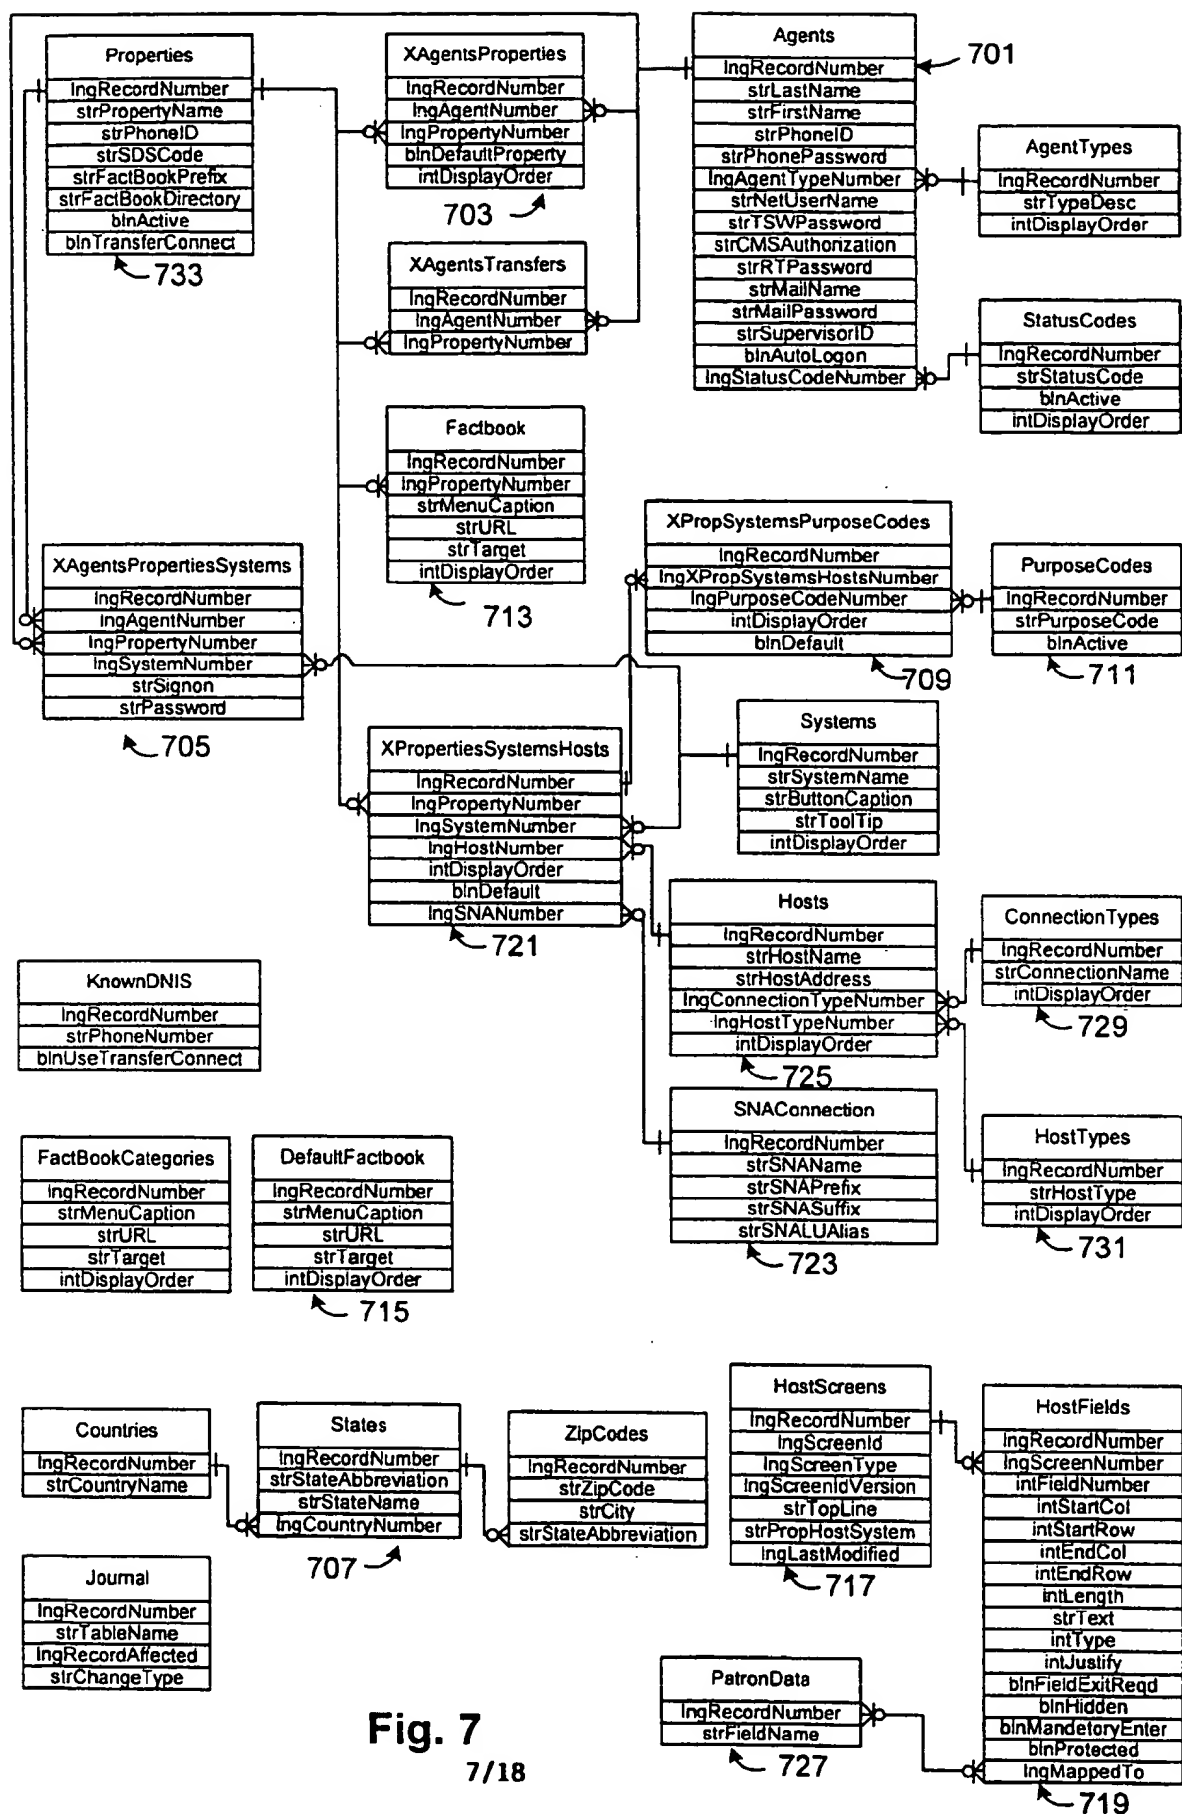 Properties
lngRecordNumber
strPropertyName
strPhoneID
strSDSCode
strFactBookPrefix
strFactBookDirectory
blnActive
blnTransferConnect
733
XAgentsProperties
lngRecordNumber
lngAgentNumber
lngPropertyNumber
blnDefaultProperty
intDisplayOrder
703
Agents
lngRecordNumber
strLastName
strFirstName
strPhoneID
strPhonePassword
lngAgentTypeNumber
strNetUserName
strTSWPassword
strCMSAuthorization
strRTPassword
strMailName
strMailPassword
strSupervisorID
blnAutoLogon
lngStatusCodeNumber
701
AgentTypes
lngRecordNumber
strTypeDesc
intDisplayOrder
XAgentsTransfers
lngRecordNumber
lngAgentNumber
lngPropertyNumber
StatusCodes
lngRecordNumber
strStatusCode
blnActive
intDisplayOrder
Factbook
lngRecordNumber
lngPropertyNumber
strMenuCaption
strURL
strTarget
intDisplayOrder
713
XAgentsPropertiesSystems
lngRecordNumber
lngAgentNumber
lngPropertyNumber
lngSystemNumber
strSignon
strPassword
705
XPropSystemsPurposeCodes
lngRecordNumber
lngXPropSystemsHostsNumber
lngPurposeCodeNumber
intDisplayOrder
blnDefault
709
PurposeCodes
lngRecordNumber
strPurposeCode
blnActive
711
XPropertiesSystemsHosts
lngRecordNumber
lngPropertyNumber
lngSystemNumber
lngHostNumber
intDisplayOrder
blnDefault
lngSNANumber
721
Systems
lngRecordNumber
strSystemName
strButtonCaption
strToolTip
intDisplayOrder
Hosts
lngRecordNumber
strHostName
strHostAddress
lngConnectionTypeNumber
lngHostTypeNumber
intDisplayOrder
725
ConnectionTypes
lngRecordNumber
strConnectionName
intDisplayOrder
729
KnownDNIS
lngRecordNumber
strPhoneNumber
blnUseTransferConnect
SNAConnection
lngRecordNumber
strSNAName
strSNAPrefix
strSNASuffix
strSNALUAlias
723
HostTypes
lngRecordNumber
strHostType
intDisplayOrder
731
FactBookCategories
lngRecordNumber
strMenuCaption
strURL
strTarget
intDisplayOrder
DefaultFactbook
lngRecordNumber
strMenuCaption
strURL
strTarget
intDisplayOrder
715
Countries
lngRecordNumber
strCountryName
States
lngRecordNumber
strStateAbbreviation
strStateName
lngCountryNumber
707
ZipCodes
lngRecordNumber
strZipCode
strCity
strStateAbbreviation
HostScreens
lngRecordNumber
lngScreenId
lngScreenType
lngScreenIdVersion
strTopLine
strPropHostSystem
lngLastModified
717
HostFields
lngRecordNumber
lngScreenNumber
intFieldNumber
intStartCol
intStartRow
intEndCol
intEndRow
intLength
strText
intType
intJustify
blnFieldExitReqd
blnHidden
blnMandetoryEnter
blnProtected
lngMappedTo
719
Journal
lngRecordNumber
strTableName
lngRecordAffected
strChangeType
PatronData
lngRecordNumber
strFieldName
727
Fig. 7
7/18